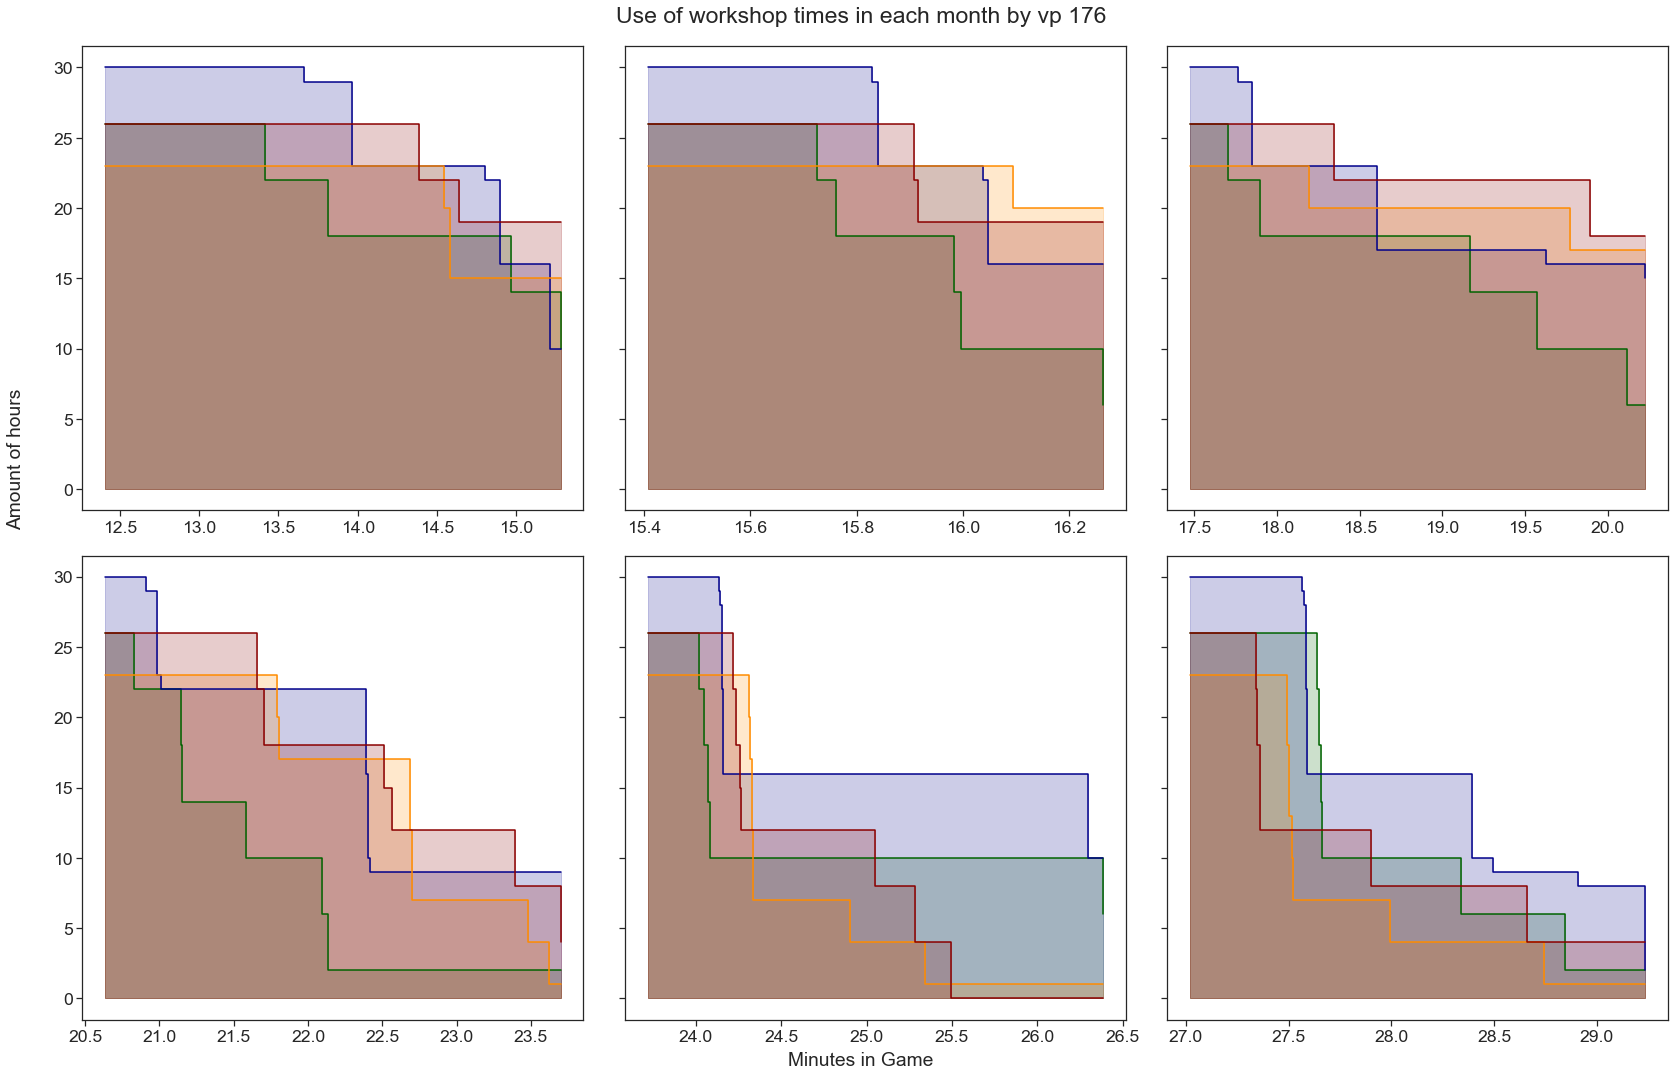 Use of workshop times in each month by vp 176
Amount of hours
30
25
20
15
10
5
0
12.5 13.0 13.5 14.0 14.5 15.0
15.4 15.6 15.8 16.0 16.2
17.5 18.0 18.5 19.0 19.5 20.0
30
25
20
15
10
5
0
20.5 21.0 21.5 22.0 22.5 23.0 23.5
24.0 24.5 25.0 25.5 26.0 26.5
27.0 27.5 28.0 28.5 29.0
Minutes in Game